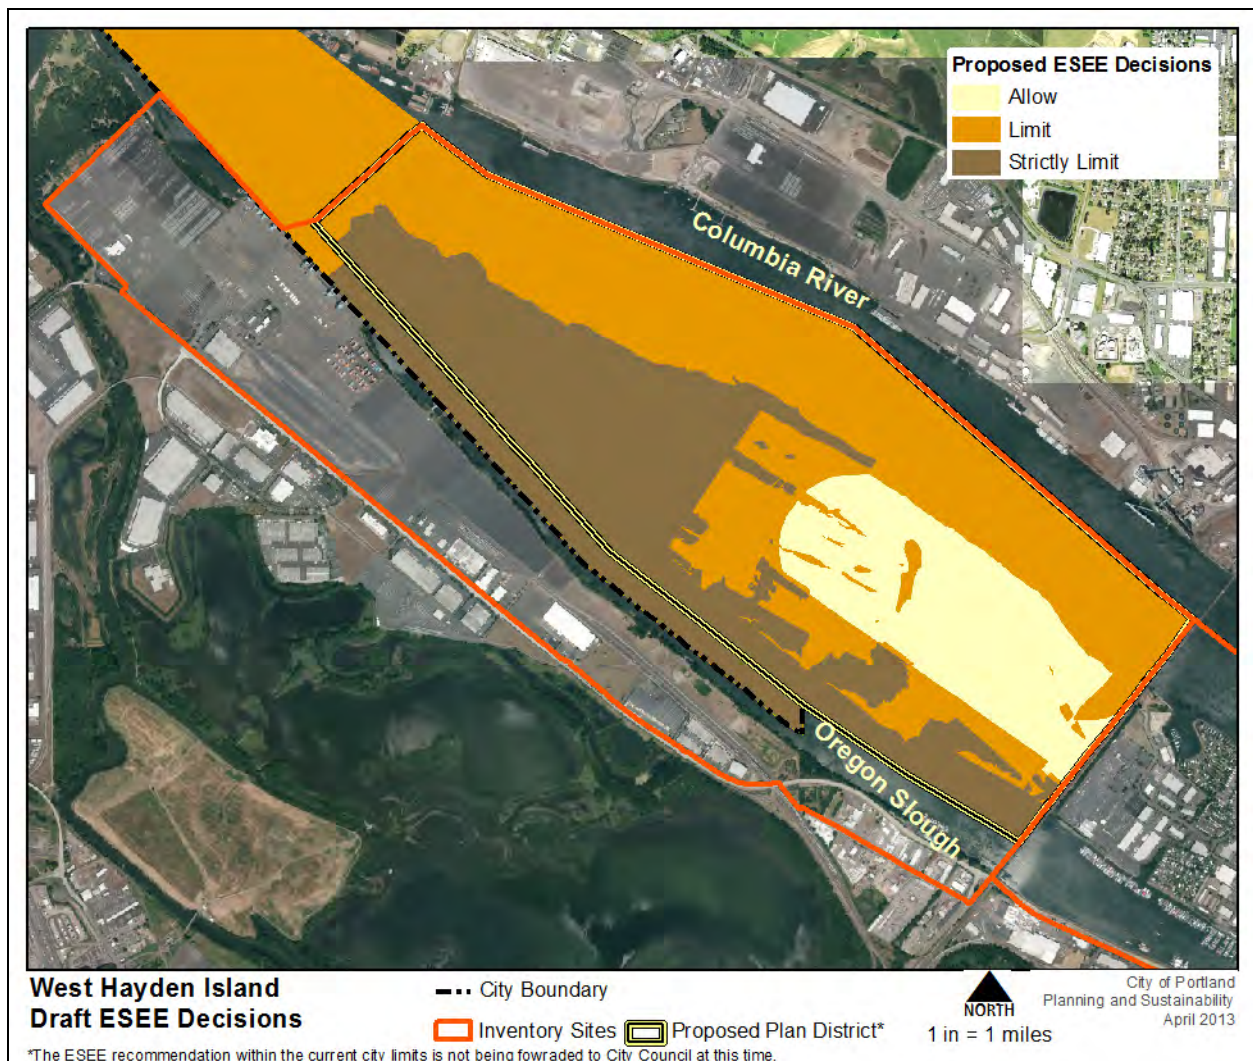 Proposed ESEE Decisions
Allow
Limit
Strictly Limit
Columbia River
Oregon Slough
West Hayden Island
Draft ESEE Decisions
City Boundary
Inventory Sites
Proposed Plan District*
NORTH
1 in = 1 miles
City of Portland
Planning and Sustainability
April 2013
*The ESEE recommendation within the current city limits is not being fowraded to City Council at this time.